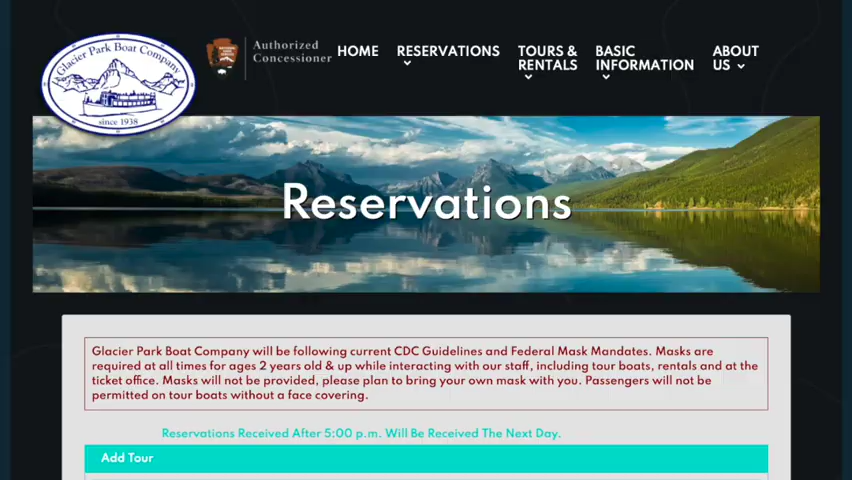 Glacier Park Boat Company
since 1938
Authorized
Concessioner
HOME
RESERVATIONS
TOURS &
RENTALS
BASIC
INFORMATION
ABOUT
US
Reservations
Glacier Park Boat Company will be following current CDC Guidelines and Federal Mask Mandates. Masks are
required at all times for ages 2 years old & up while interacting with our staff, including tour boats, rentals and at the
ticket office. Masks will not be provided, please plan to bring your own mask with you. Passengers will not be
permitted on tour boats without a face covering.
Reservations Received After 5:00 p.m. Will Be Received The Next Day.
Add Tour